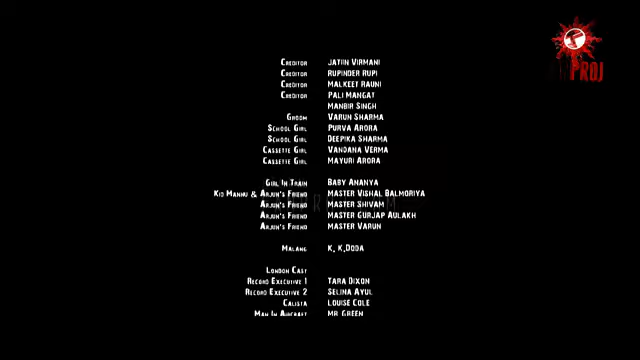 PROJ
Creditor JATIIN VIRMANI
Creditor RUPINDER RUPI
Creditor MALKEET RAUNI
Creditor PALI MANGAT
MANBIR SINGH
Groom VARUN SHARMA
School Girl PURVA ARORA
School Girl DEEPIKA SHARMA
Cassette Girl VANDANA VERMA
Cassette Girl MAYURI ARORA
Girl In Train BABY ANANYA
Kid Mannu & Arjun's Friend MASTER VISHAL BALMORIYA
Arjun's Friend MASTER SHIVAM
Arjun's Friend MASTER GURJAP AULAKH
Arjun's Friend MASTER VARUN
Malang K. K.DODA
London Cast
Record Executive 1 TARA DIXON
Record Executive 2 SELINA AYUL
Calista LOUISE COLE
Man In Aircraft MR GREEN